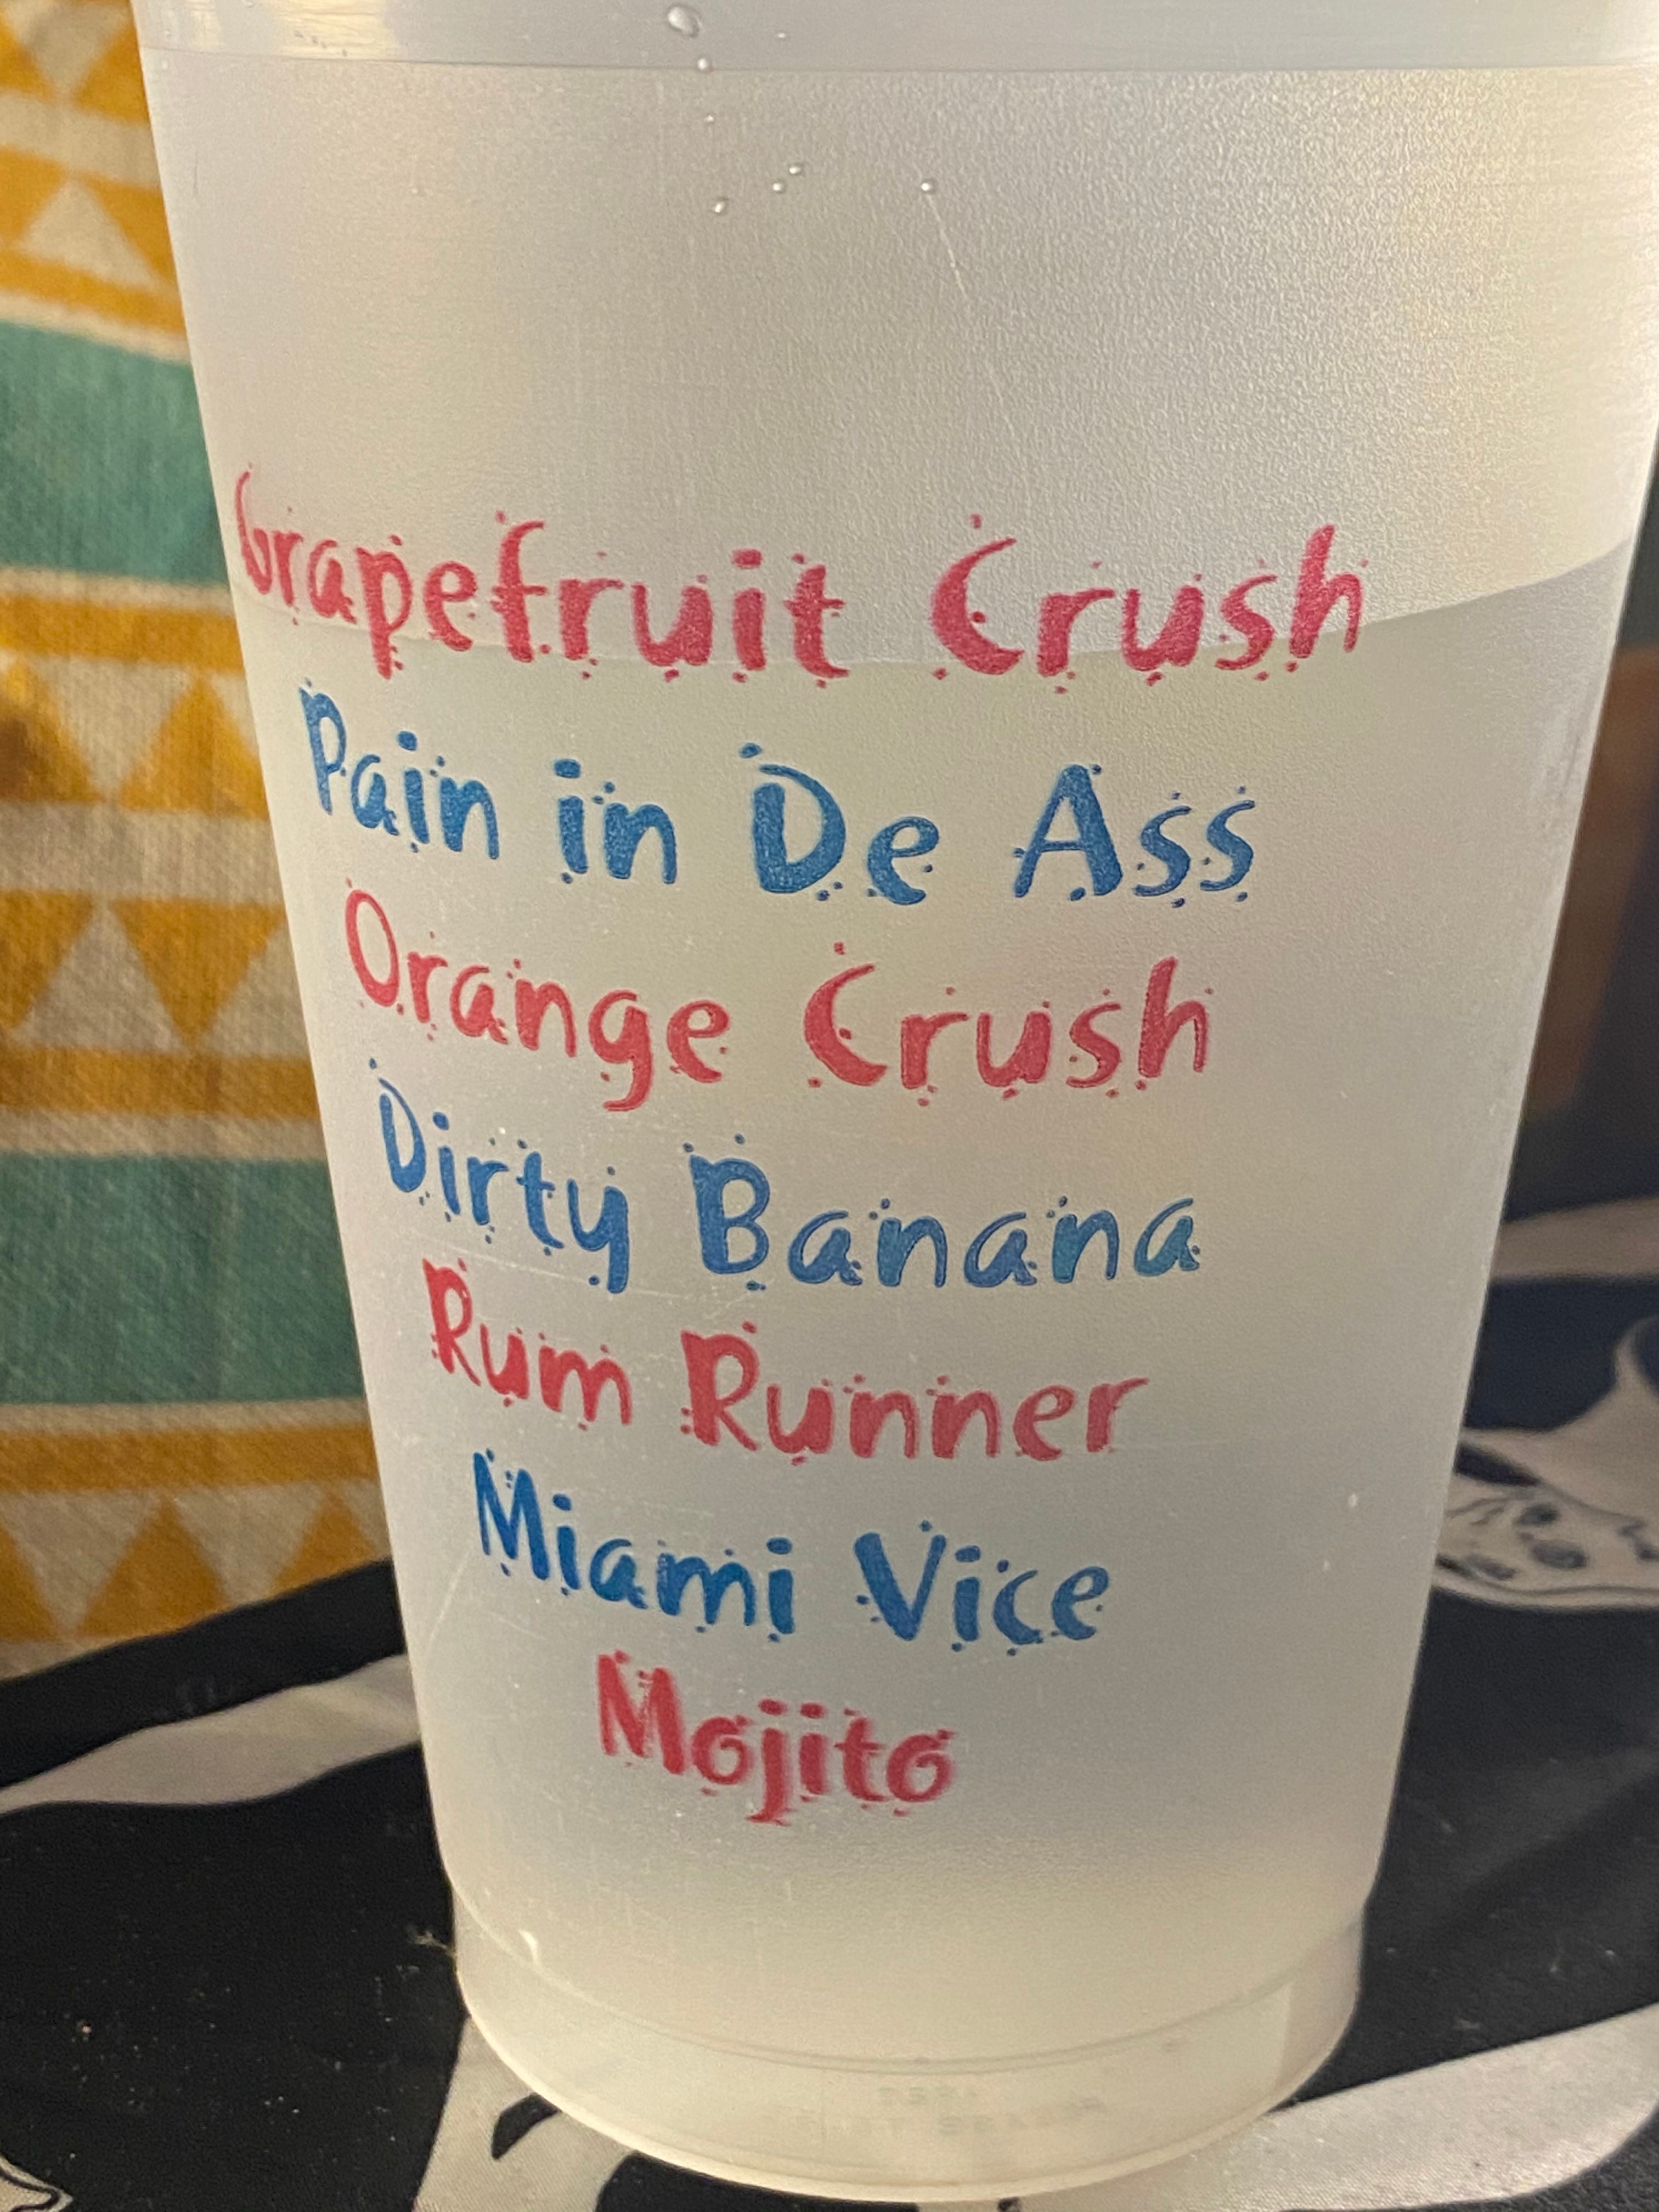 Grapefruit Crush
Pain in De Ass
Orange Crush
Dirty Banana
Rum Runner
Miami Vice
Mojito